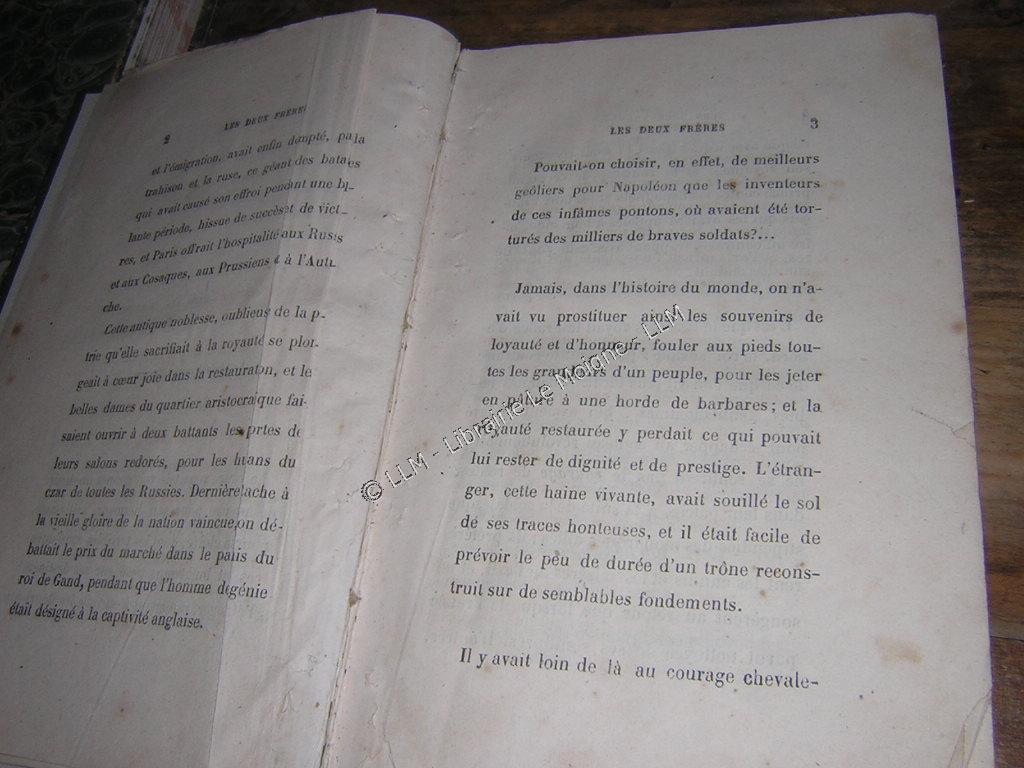 2
LES DEUX FRÈRES
et l'émigration, avait enfin dompté, pa la
trahison et la ruse, ce géant des batailles
qui avait causé son effroi pendant une
lante période, hissue de succès et de vict_
res, et Paris offrait l'hospitalité aux Russes
et aux Cosaques, aux Prussiens à l'Autri
che.
Cette antique noblesse, oublieuse de la p_
trie qu'elle sacrifiait à la royauté se plon-
geait à cœur joie dans la restauration, et le
belles dames du quartier aristocratique fai-
saient ouvrir à deux battants les portes de
leurs salons redorés, pour les du
czar de toutes les Russies. Dernière tache à
la vieille gloire de la nation vaincue, on dé-
battait le prix du marché dans le palais du
roi de Gand, pendant que l'homme de génie
était désigné à la captivité anglaise.
LES DEUX FRÈRES
3
Pouvait-on choisir, en effet, de meilleurs
geôliers pour Napoléon que les inventeurs
de ces infâmes pontons, où avaient été tor-
turés des milliers de braves soldats?...
Jamais, dans l'histoire du monde, on n'a-
vait vu prostituer ainsi les souvenirs de
loyauté et d'honneur, fouler aux pieds tou-
tes les grandeurs d'un peuple, pour les jeter
en pâture à une horde de barbares; et la
royauté restaurée y perdait ce qui pouvait
lui rester de dignité et de prestige. L'étran-
ger, cette haine vivante, avait souillé le sol
de ses traces honteuses, et il était facile de
prévoir le peu de durée d'un trône recons-
truit sur de semblables fondements.
Il y avait loin de là au courage chevale-
© LLM - Librairie Le Moigne - LLM